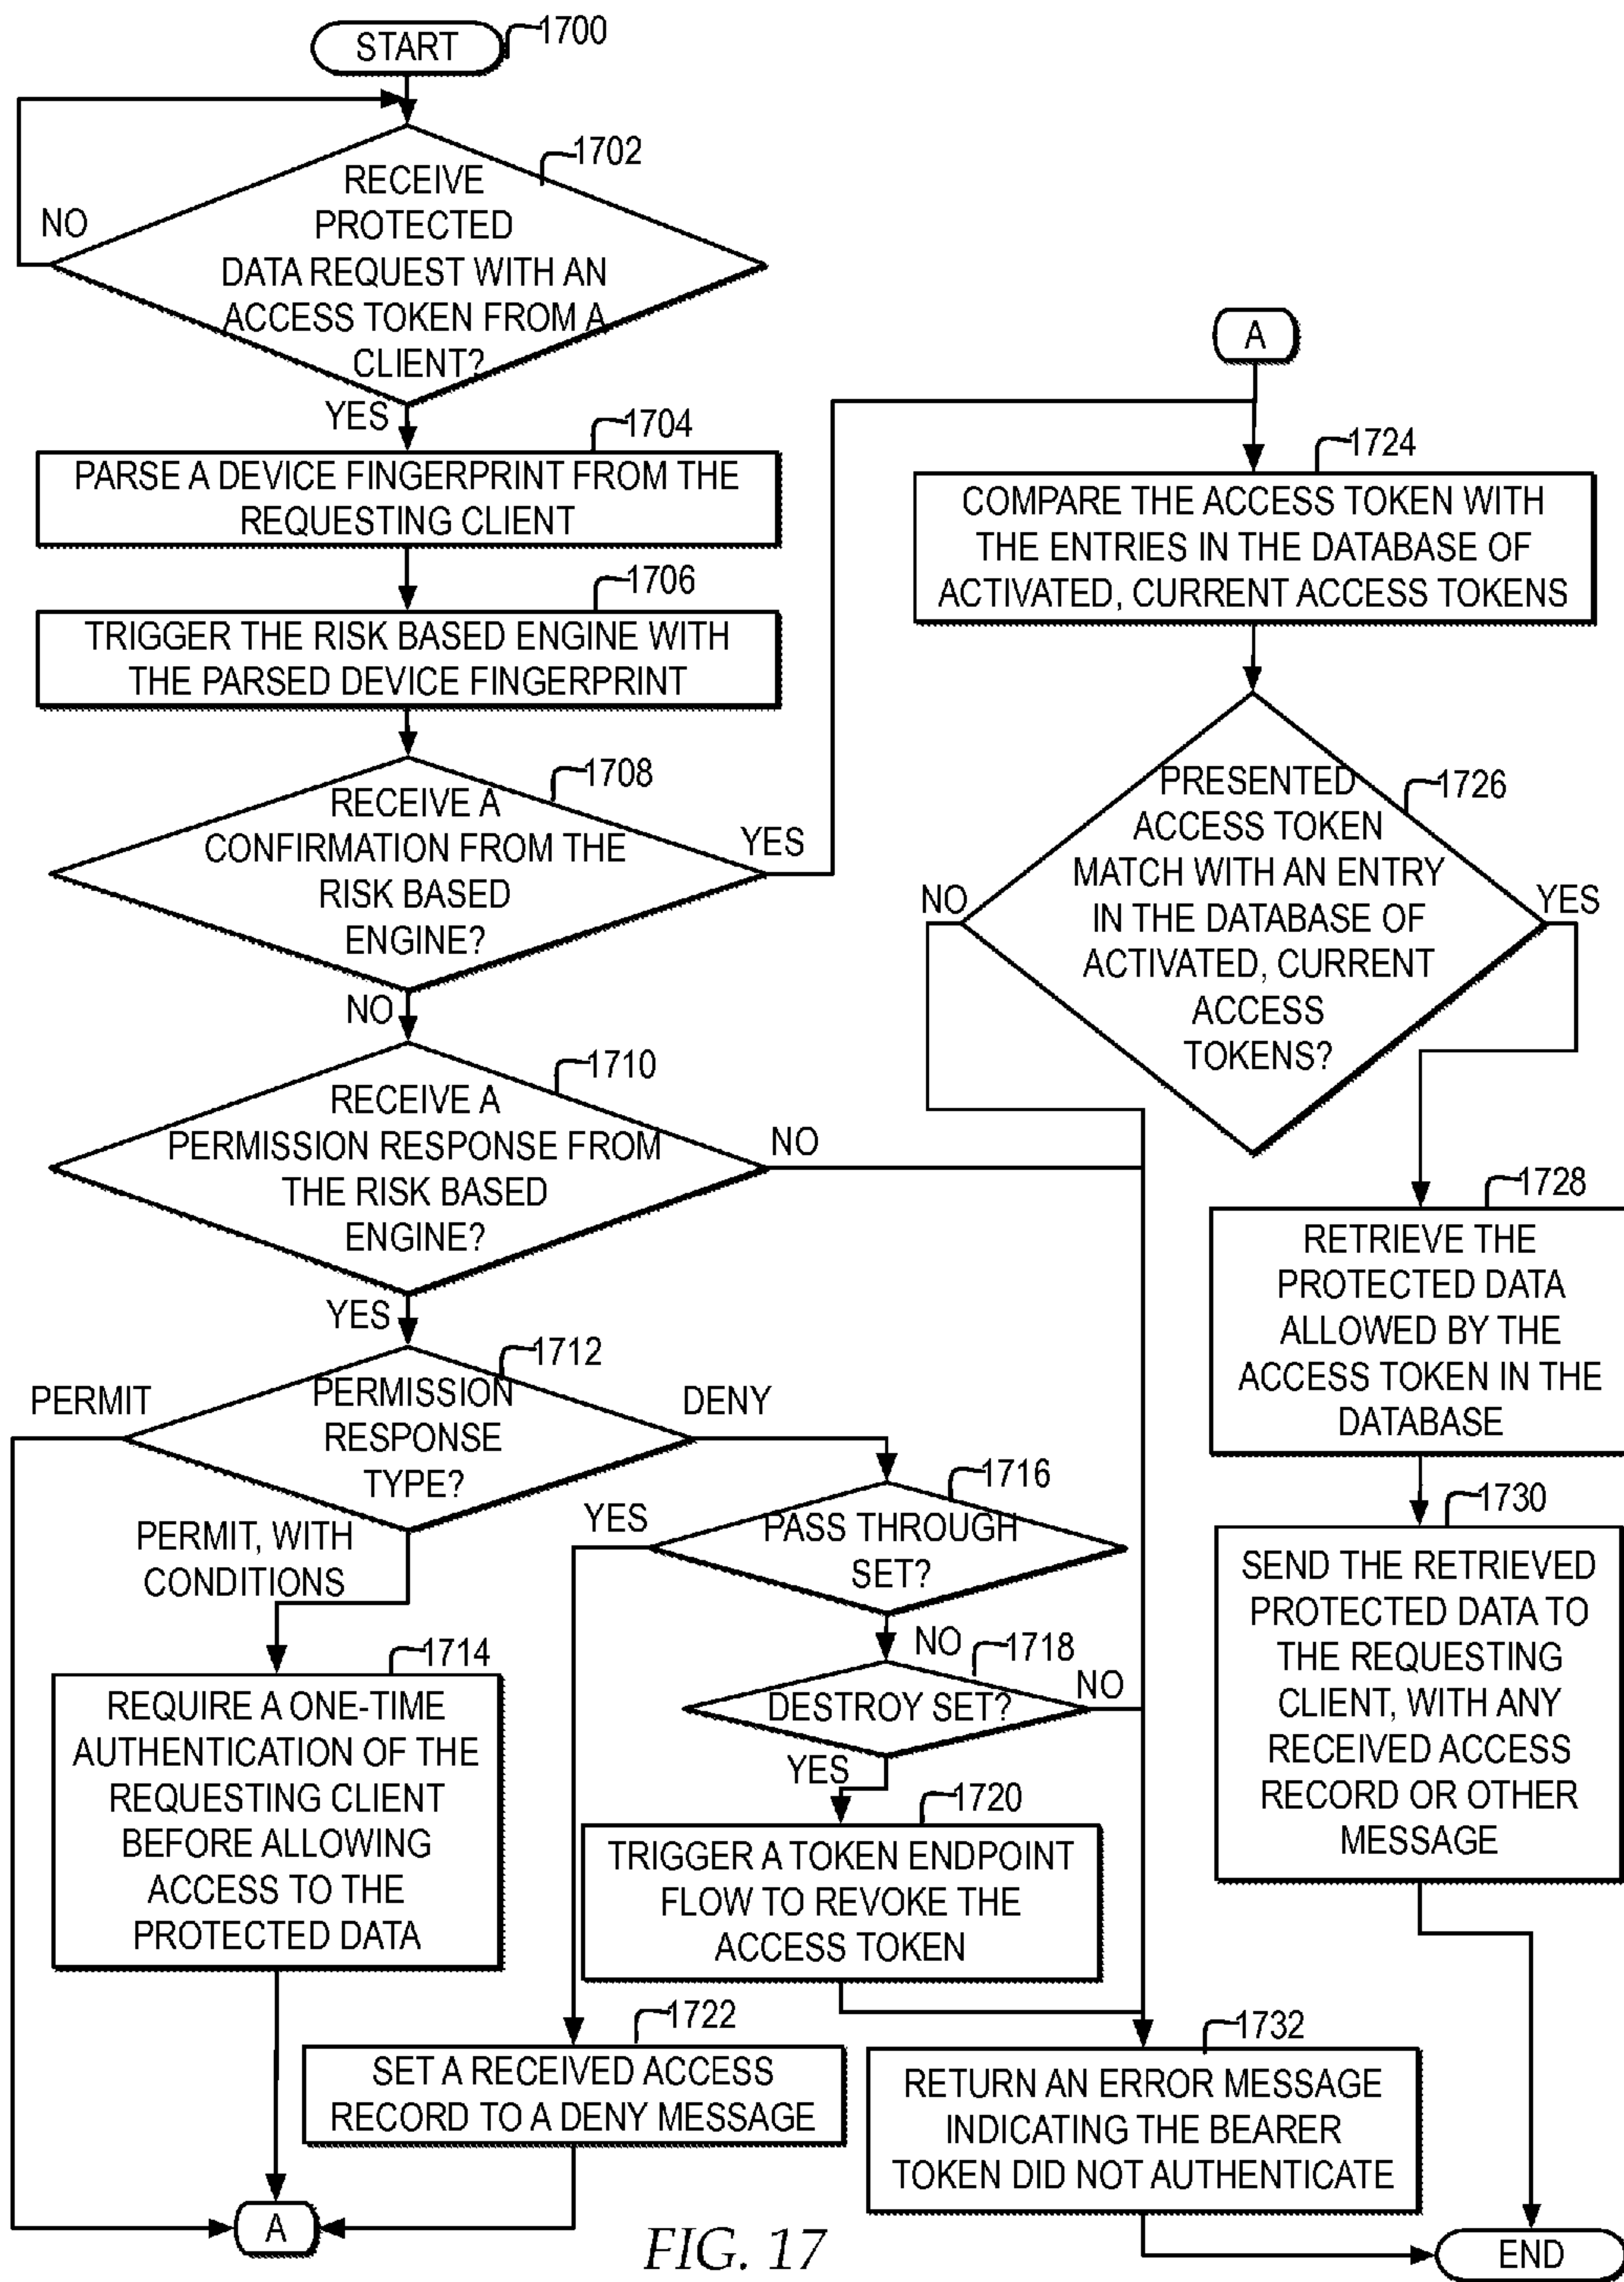 START
1700
1702
RECEIVE
PROTECTED
DATA REQUEST WITH AN
ACCESS TOKEN FROM A
CLIENT?
NO
YES
1704
PARSE A DEVICE FINGERPRINT FROM THE
REQUESTING CLIENT
1706
TRIGGER THE RISK BASED ENGINE WITH
THE PARSED DEVICE FINGERPRINT
1708
RECEIVE A
CONFIRMATION FROM THE
RISK BASED
ENGINE?
YES
NO
1710
RECEIVE A
PERMISSION RESPONSE FROM
THE RISK BASED
ENGINE?
NO
YES
1712
PERMISSION
RESPONSE
TYPE?
PERMIT
DENY
PERMIT, WITH
CONDITIONS
1714
REQUIRE A ONE-TIME
AUTHENTICATION OF THE
REQUESTING CLIENT
BEFORE ALLOWING
ACCESS TO THE
PROTECTED DATA
1716
PASS THROUGH
SET?
YES
NO
1718
DESTROY SET?
NO
YES
1720
TRIGGER A TOKEN ENDPOINT
FLOW TO REVOKE THE
ACCESS TOKEN
1722
SET A RECEIVED ACCESS
RECORD TO A DENY MESSAGE
A
A
1724
COMPARE THE ACCESS TOKEN WITH
THE ENTRIES IN THE DATABASE OF
ACTIVATED, CURRENT ACCESS TOKENS
1726
PRESENTED
ACCESS TOKEN
MATCH WITH AN ENTRY
IN THE DATABASE OF
ACTIVATED, CURRENT
ACCESS
TOKENS?
NO
YES
1728
RETRIEVE THE
PROTECTED DATA
ALLOWED BY THE
ACCESS TOKEN IN THE
DATABASE
1730
SEND THE RETRIEVED
PROTECTED DATA TO
THE REQUESTING
CLIENT, WITH ANY
RECEIVED ACCESS
RECORD OR OTHER
MESSAGE
1732
RETURN AN ERROR MESSAGE
INDICATING THE BEARER
TOKEN DID NOT AUTHENTICATE
END
FIG. 17